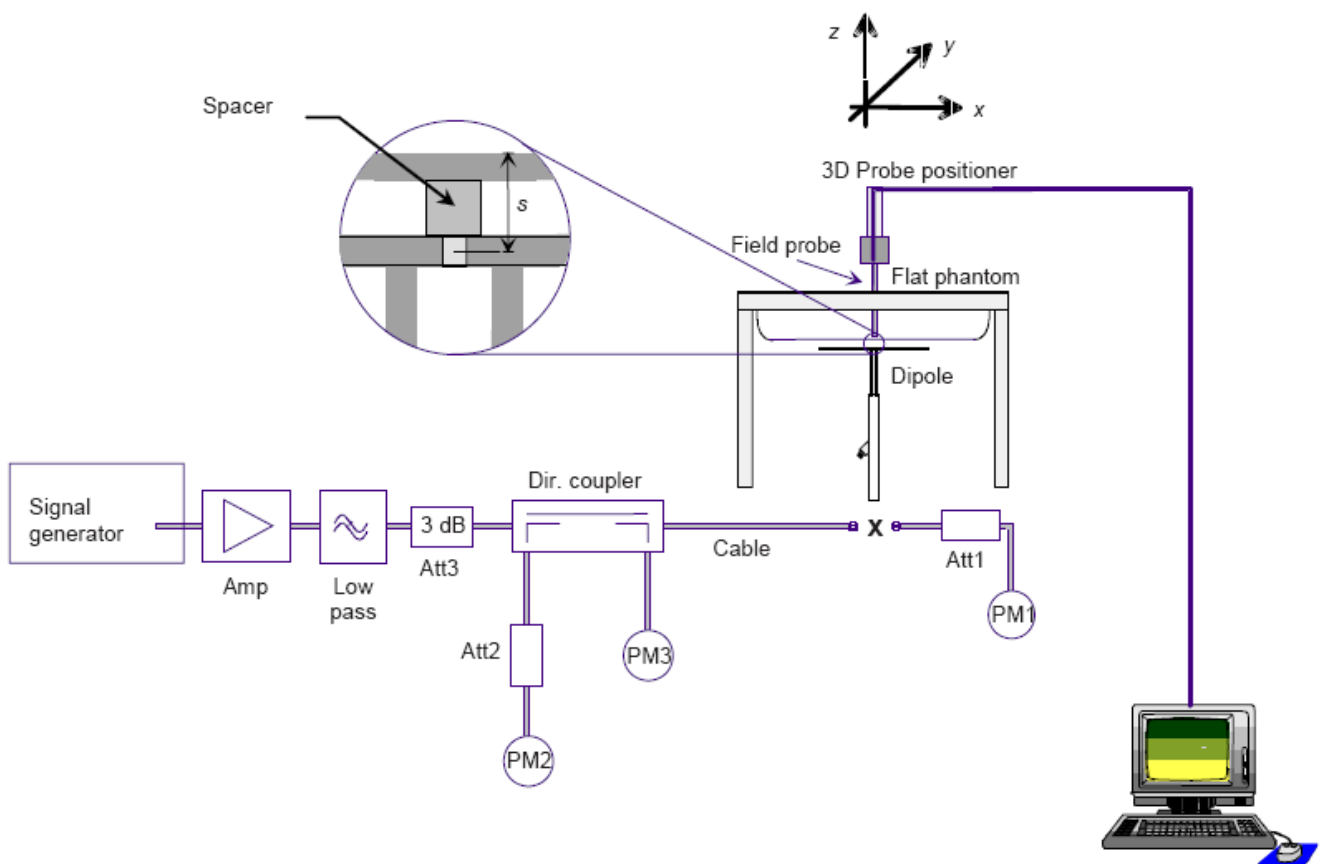 z
y
x
Spacer
s
3D Probe positioner
Field probe
Flat phantom
Dipole
Signal
generator
Amp
Low
pass
3 dB
Att3
Dir. coupler
Cable
X
Att1
PM1
Att2
PM3
PM2